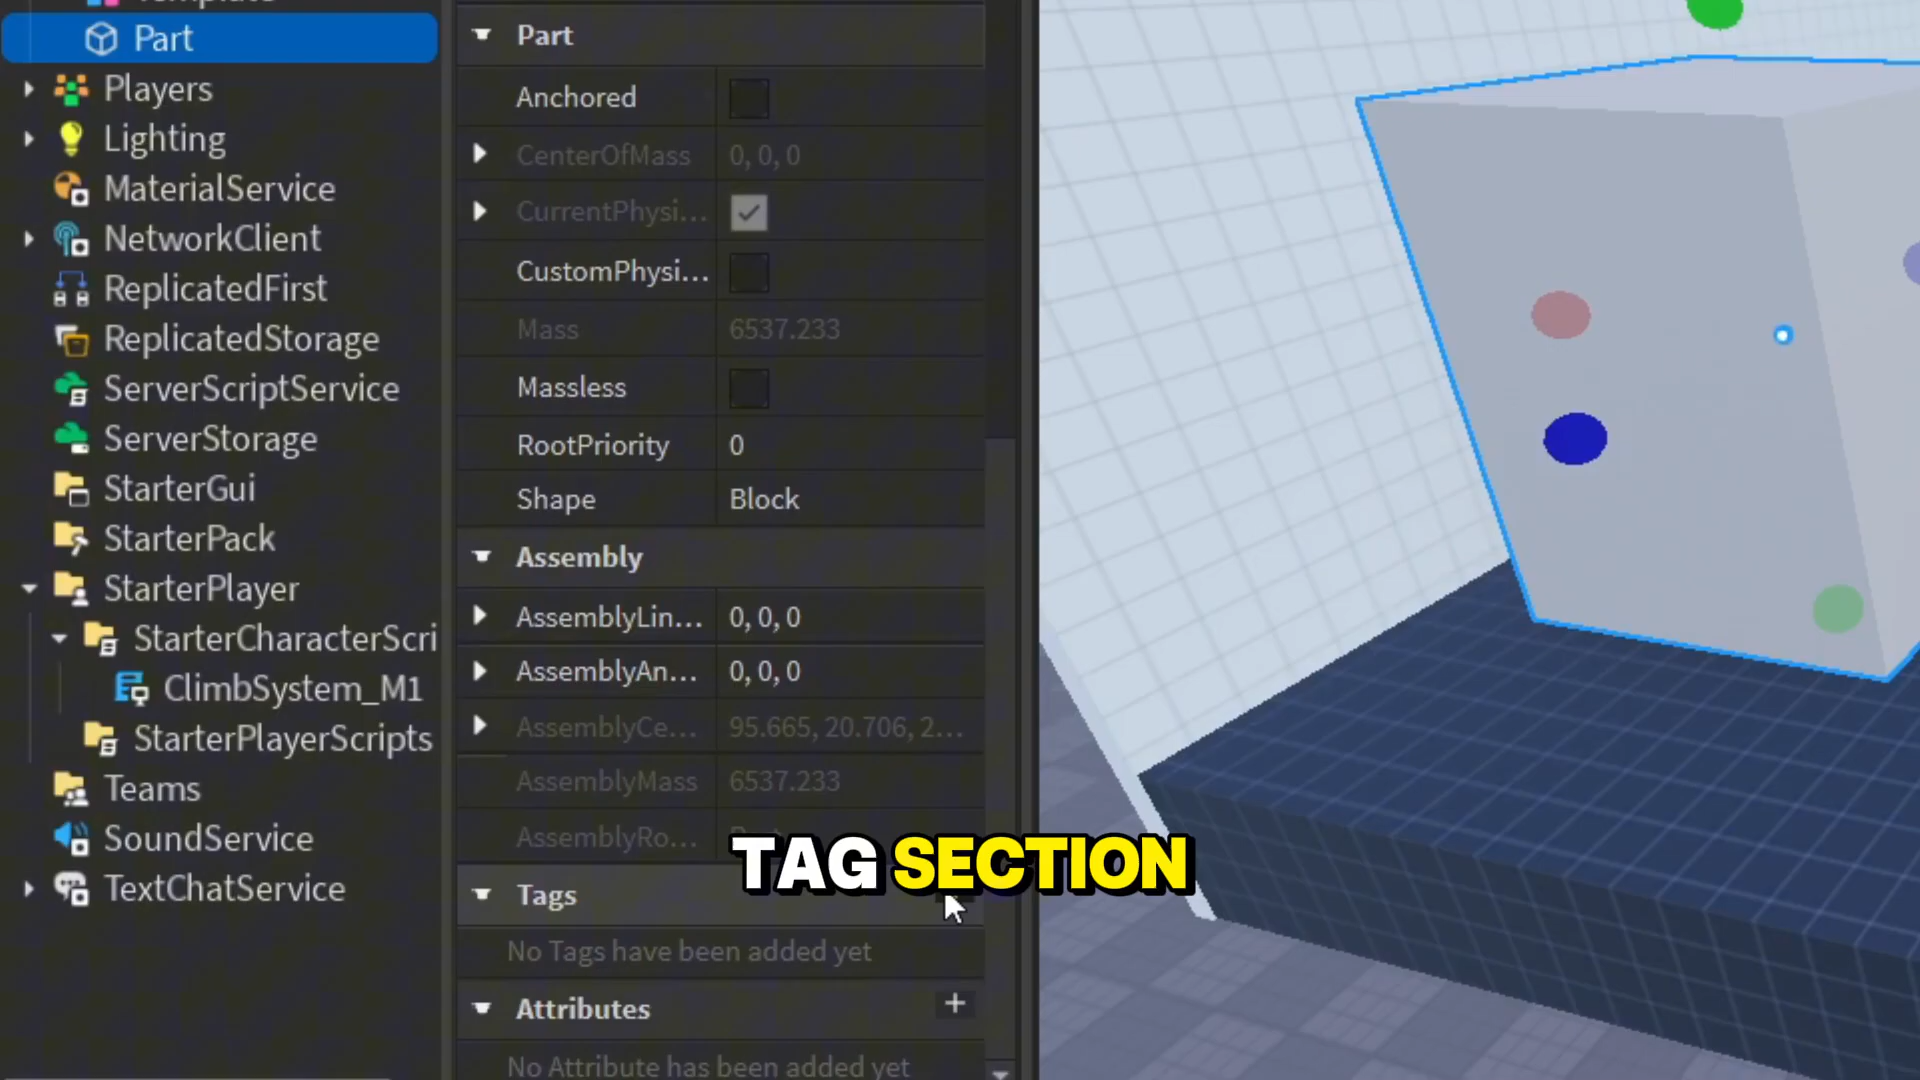 Part
Players
Lighting
MaterialService
NetworkClient
ReplicatedFirst
ReplicatedStorage
ServerScriptService
ServerStorage
StarterGui
StarterPack
StarterPlayer
StarterCharacterScri
ClimbSystem_M1
StarterPlayerScripts
Teams
SoundService
TextChatService
Part
Anchored
CenterOfMass 0, 0, 0
CurrentPhysi...
CustomPhysi...
Mass 6537.233
Massless
RootPriority 0
Shape Block
Assembly
AssemblyLin... 0, 0, 0
AssemblyAn... 0, 0, 0
AssemblyCe... 95.665, 20.706, 2...
AssemblyMass 6537.233
AssemblyRo...
TAG SECTION
Tags
No Tags have been added yet
Attributes +
No Attribute has been added yet